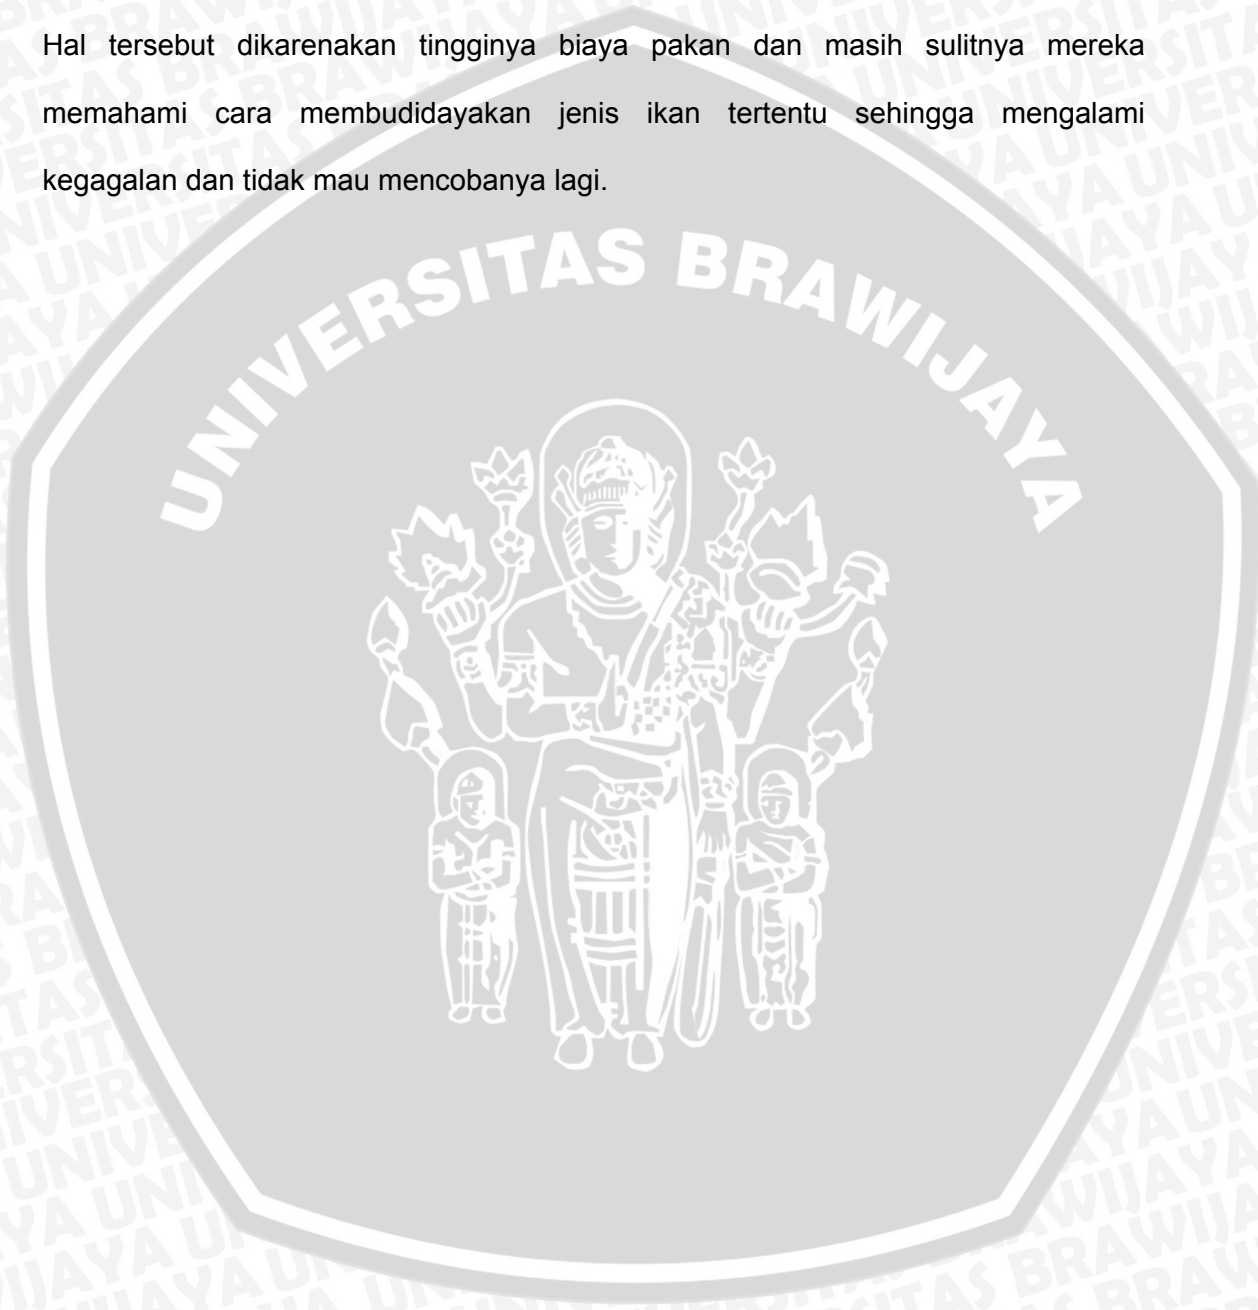 Hal tersebut dikarenakan tingginya biaya pakan dan masih sulitnya mereka
memahami cara membudidayakan jenis ikan tertentu sehingga mengalami
kegagalan dan tidak mau mencobanya lagi.
UNIVERSITAS BRAWIJAYA